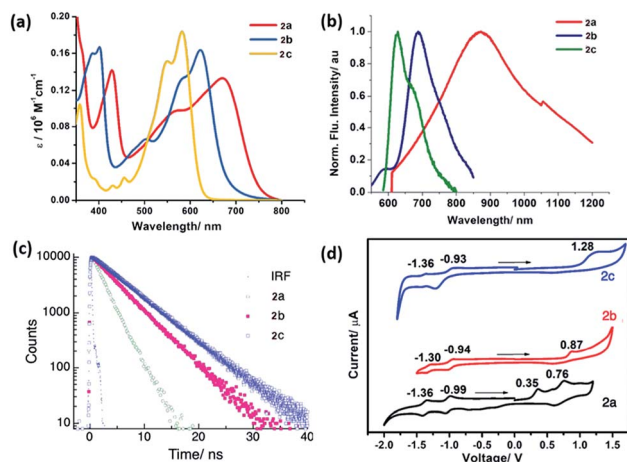 (a)
2a
2b
2c
ε / 10⁶ M⁻¹ cm⁻¹
0.20
0.16
0.12
0.08
0.04
0.00
400 500 600 700 800
Wavelength/ nm
(b)
2a
2b
2c
Norm. Flu. Intensity/ au
1.0
0.8
0.6
0.4
0.2
0.0
500 600 700 800 900 1000 1100 1200
Wavelength/ nm
(c)
IRF
2a
2b
2c
Counts
10000
1000
100
10
0 10 20 30 40
Time/ ns
(d)
-1.36 -0.93 1.28
2c
-1.30 -0.94 0.87
2b
-1.36 -0.99 0.35 0.76
2a
Current/ μA
-2.0 -1.5 -1.0 -0.5 0.0 0.5 1.0 1.5
Voltage/ V